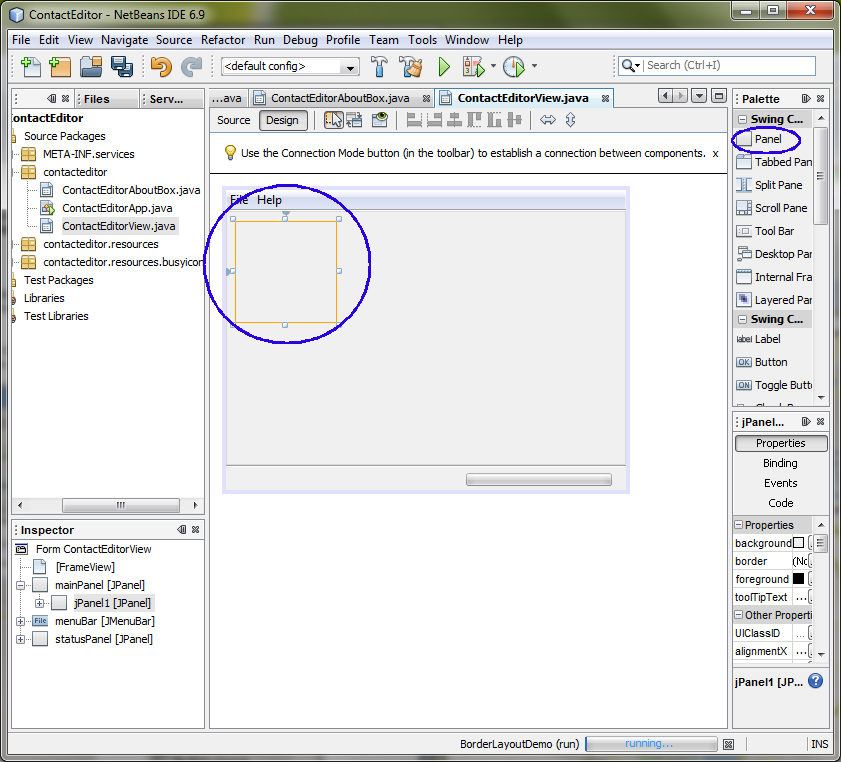 ContactEditor - NetBeans IDE 6.9
File Edit View Navigate Source Refactor Run Debug Profile Team Tools Window Help
<default config>
Search (Ctrl+I)
Files
Serv...
...ava
ContactEditorAboutBox.java
ContactEditorView.java
Palette
ontactEditor
Source Packages
META-INF.services
contacteditor
ContactEditorAboutBox.java
ContactEditorApp.java
ContactEditorView.java
contacteditor.resources
contacteditor.resources.busyicon
Test Packages
Libraries
Test Libraries
Source Design
Use the Connection Mode button (in the toolbar) to establish a connection between components. x
File Help
Swing C...
Panel
Tabbed Pan
Split Pane
Scroll Pane
Tool Bar
Desktop Pan
Internal Fra
Layered Pan
Swing C...
label Label
OK Button
ON Toggle Butt
Inspector
Form ContactEditorView
[FrameView]
mainPanel [JPanel]
jPanel1 [JPanel]
File menuBar [JMenuBar]
statusPanel [JPanel]
jPanel...
Properties
Binding
Events
Code
Properties
background
border (No
foreground
toolTipText ...
Other Properti
UIClassID ...
alignmentX ...
jPanel1 [JP... ?
BorderLayoutDemo (run) running... INS